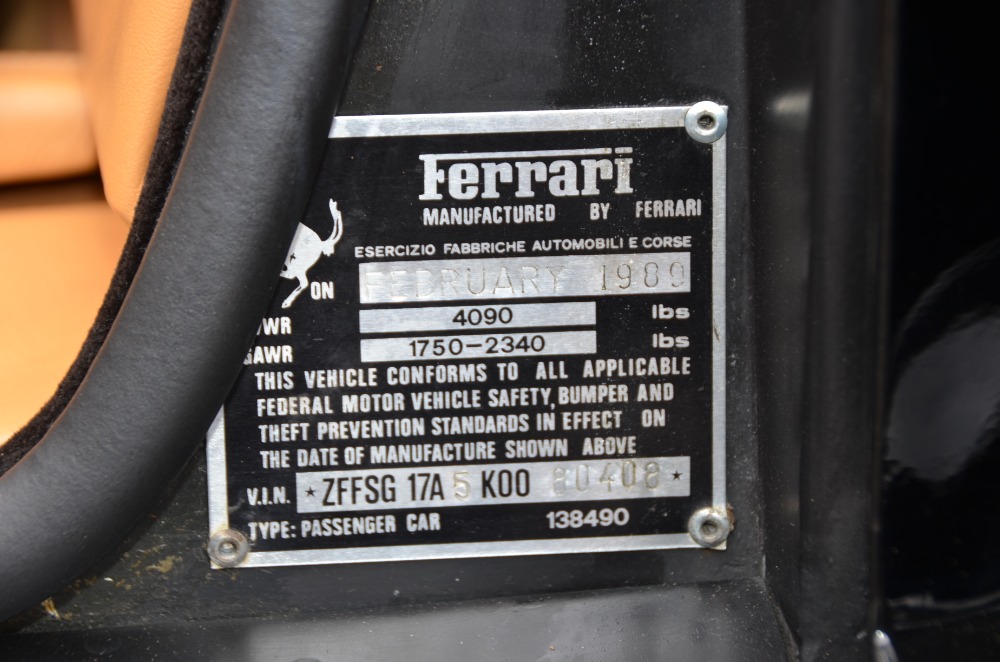 Ferrari
MANUFACTURED BY FERRARI
ESERCIZIO FABBRICHE AUTOMOBILI E CORSE
ON FEBRUARY 1989
4090 lbs
GAWR 1750-2340 lbs
THIS VEHICLE CONFORMS TO ALL APPLICABLE
FEDERAL MOTOR VEHICLE SAFETY, BUMPER AND
THEFT PREVENTION STANDARDS IN EFFECT ON
THE DATE OF MANUFACTURE SHOWN ABOVE
V.I.N. ★ZFFSG 17A 5 K00 80408★
TYPE: PASSENGER CAR 138490